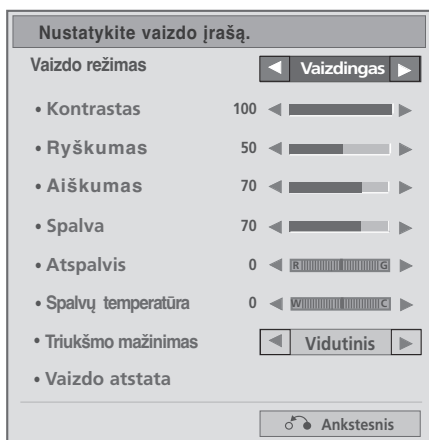 Nustatykite vaizdo įrašą.
Vaizdo režimas Vaizdingas
• Kontrastas 100
• Ryškumas 50
• Aiškumas 70
• Spalva 70
• Atspalvis 0 R G
• Spalvų temperatūra 0 W C
• Triukšmo mažinimas Vidutinis
• Vaizdo atstata
Ankstesnis